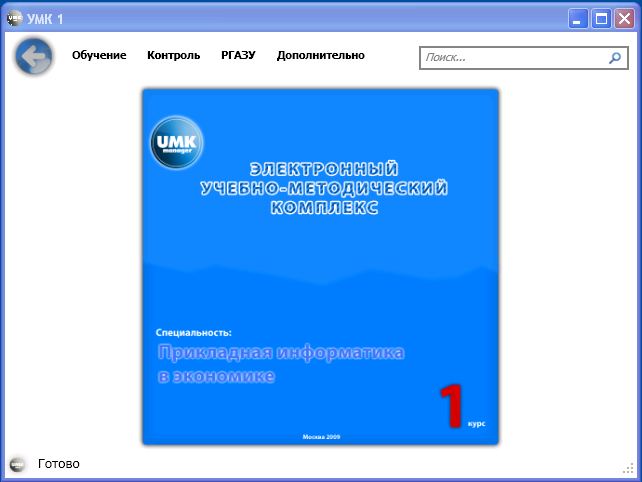 УМК 1
Обучение Контроль РГАЗУ Дополнительно Поиск...
UMK
manager
ЭЛЕКТРОННЫЙ
УЧЕБНО-МЕТОДИЧЕСКИЙ
КОМПЛЕКС
Специальность:
Прикладная информатика
в экономике
1 курс
Москва 2009
Готово